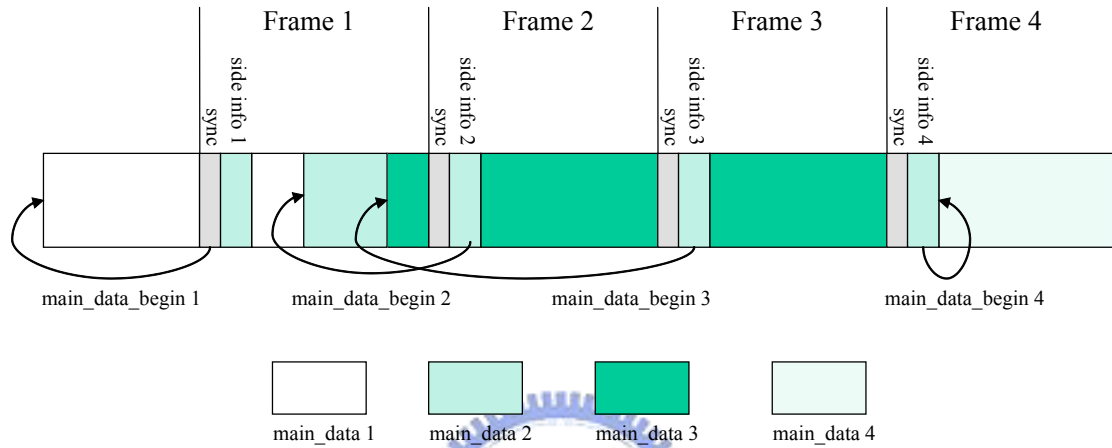 Frame 1
Frame 2
Frame 3
Frame 4
sync
side info 1
sync
side info 2
sync
side info 3
sync
side info 4
main_data_begin 1
main_data_begin 2
main_data_begin 3
main_data_begin 4
main_data 1
main_data 2
main_data 3
main_data 4